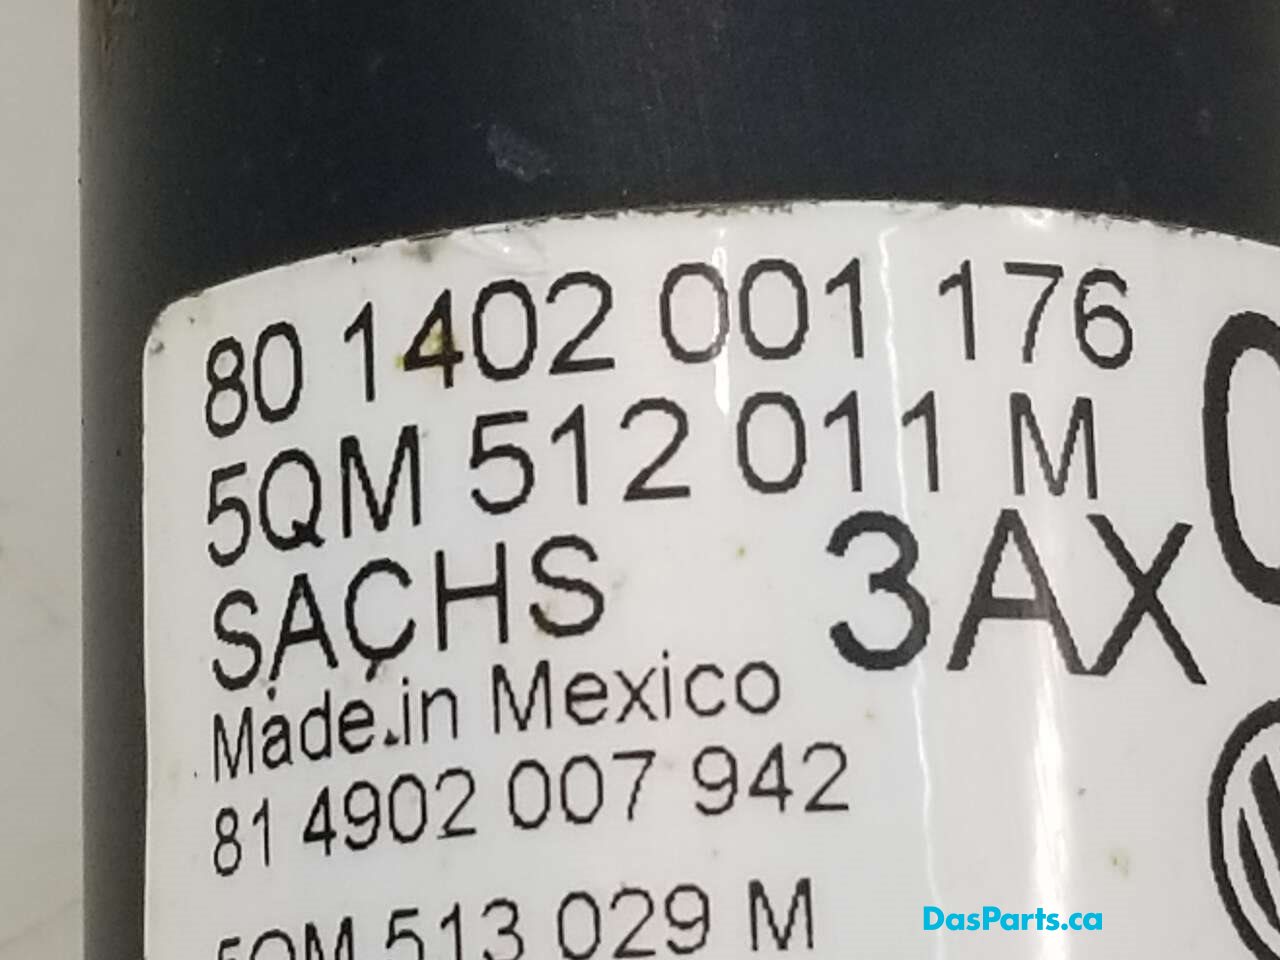 80 1402 001 176
5QM 512 011 M
SACHS 3AX
Made in Mexico
81 4902 007 942
5QM 513 029 M
DasParts.ca